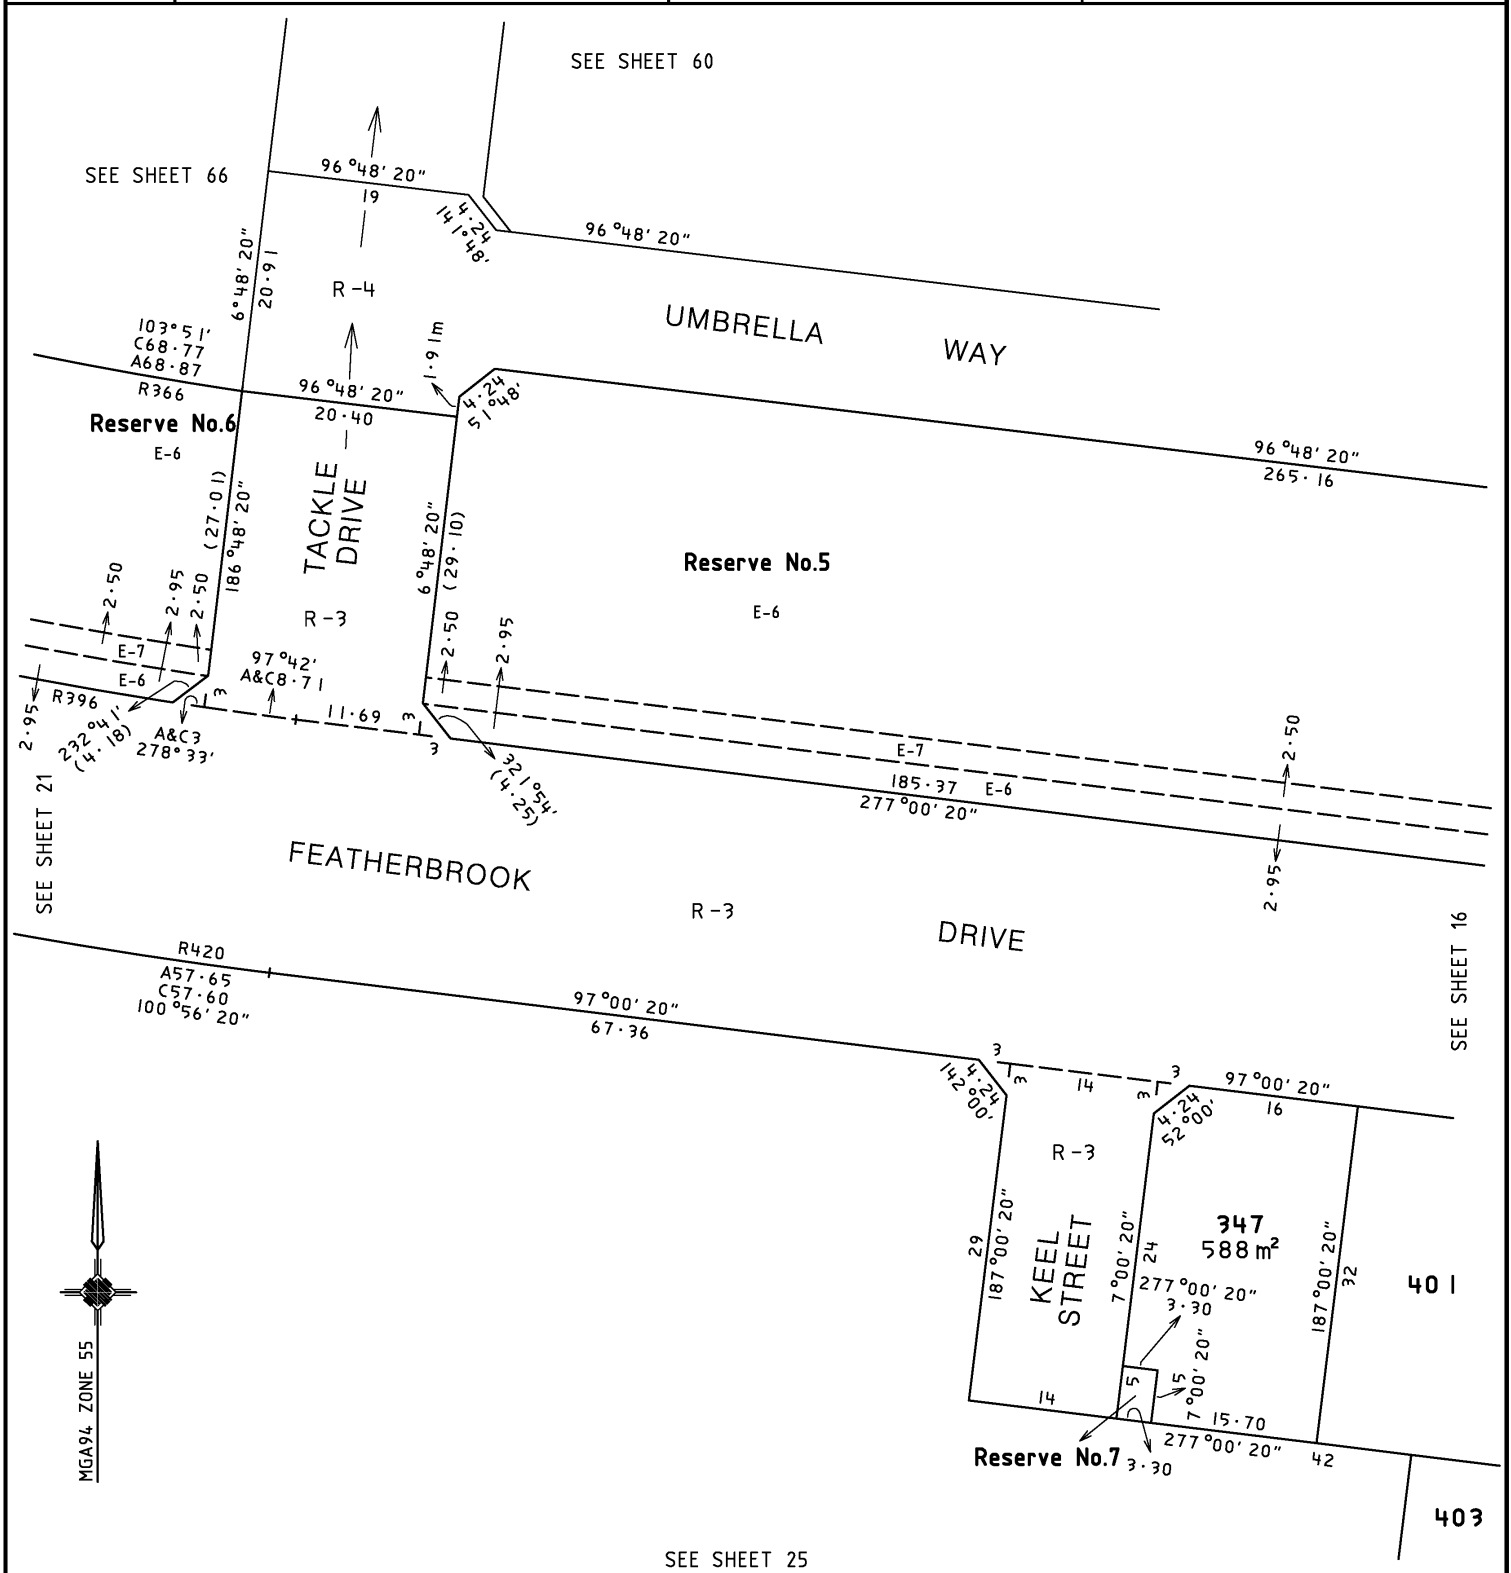 SEE SHEET 60
SEE SHEET 66
96°48'20"
19
4·24
141°48'
96°48'20"
6°48'20"
20·91
R-4
UMBRELLA WAY
103°51'
C68·77
A68·87
R366
1·91m
96°48'20"
20·40
4·24
51°48'
Reserve No.6
E-6
96°48'20"
265·16
(27·01)
186°48'20"
TACKLE
DRIVE
6°48'20"
(29·10)
Reserve No.5
E-6
2·50
2·95
2·50
R-3
2·50
2·95
E-7
E-6
97°42'
A&C8·71
R396
3
11·69
3
3
2·95
232°41'
(4·18)
A&C3
278°33'
321°54'
(4·25)
2·50
E-7
185·37
E-6
277°00'20"
2·95
SEE SHEET 21
FEATHERBROOK DRIVE
R-3
SEE SHEET 16
R420
A57·65
C57·60
100°56'20"
97°00'20"
67·36
3
3
14
3
3
4·24
142°00'
4·24
52°00'
97°00'20"
16
R-3
29
187°00'20"
KEEL
STREET
7°00'20"
24
347
588m²
277°00'20"
3·30
187°00'20"
32
401
5
5
7°00'20"
14
15·70
277°00'20"
42
Reserve No.7
3·30
403
MGA94 ZONE 55
SEE SHEET 25